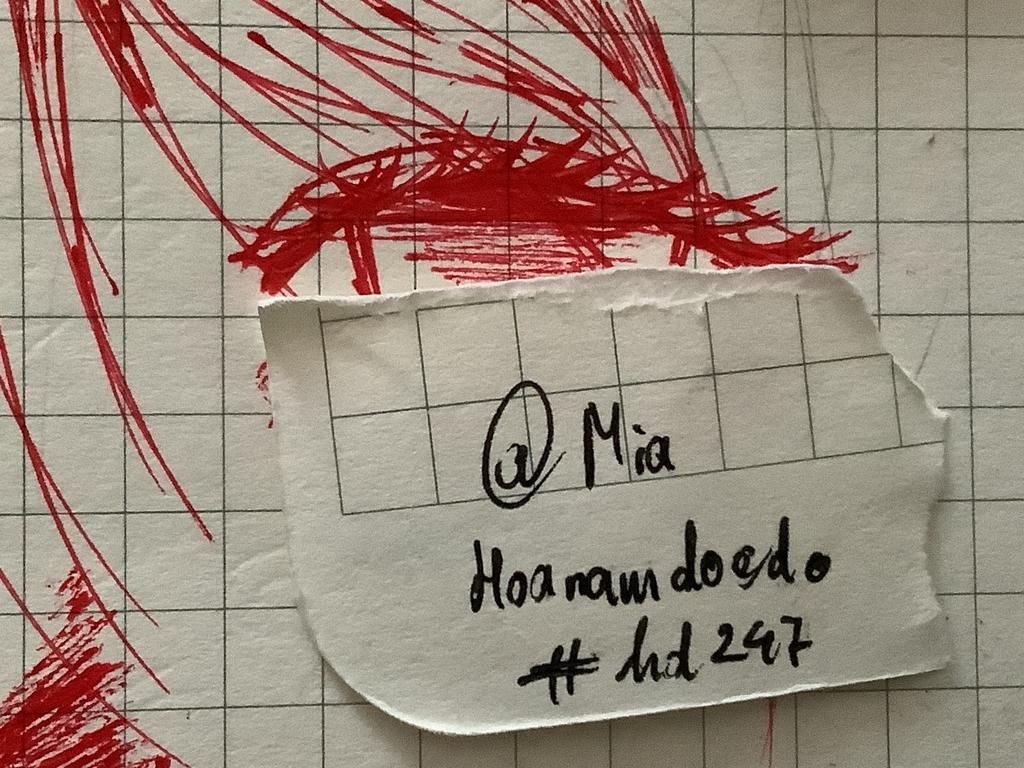 @ Mia
Hoanamdoedo
# hd247